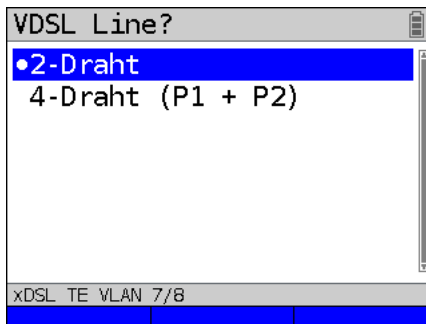 VDSL Line?
•2-Draht
4-Draht (P1 + P2)
xDSL TE VLAN 7/8